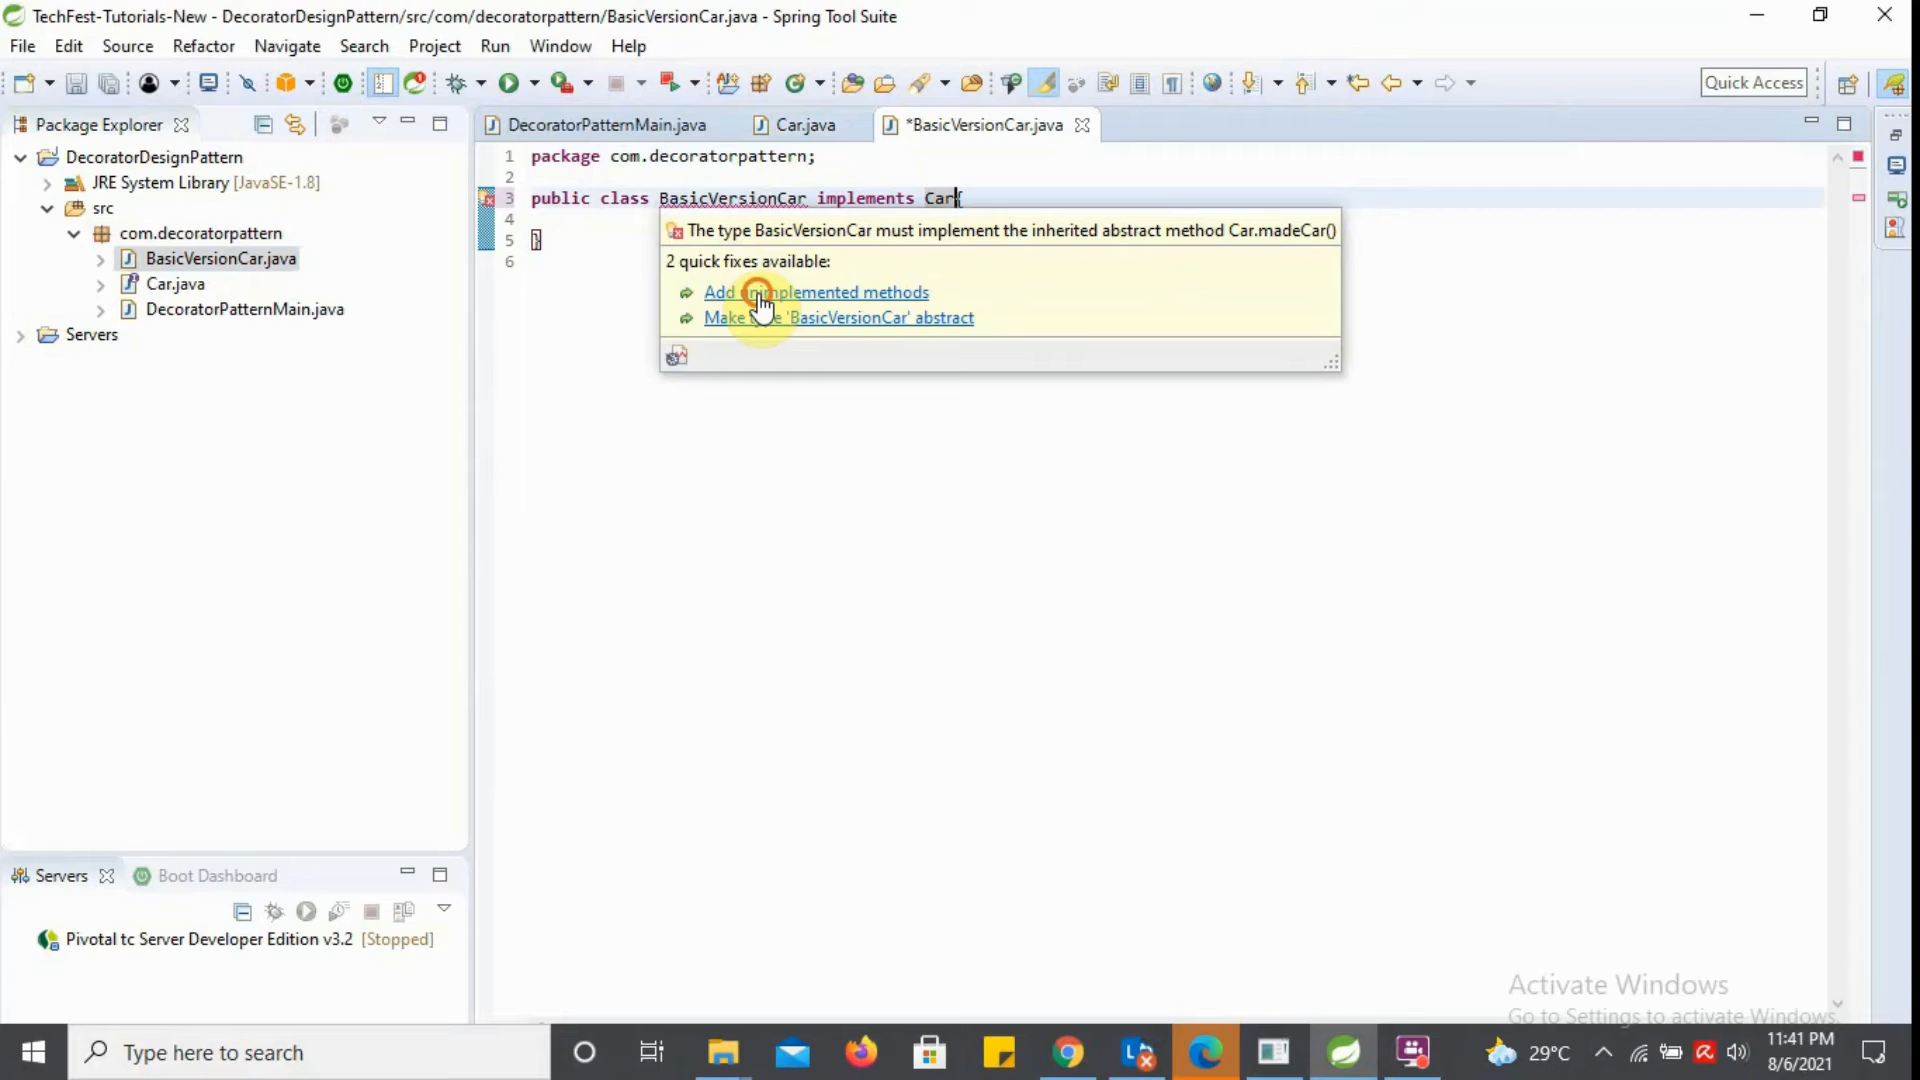 TechFest-Tutorials-New - DecoratorDesignPattern/src/com/decoratorpattern/BasicVersionCar.java - Spring Tool Suite
File Edit Source Refactor Navigate Search Project Run Window Help
Quick Access
Package Explorer
DecoratorPatternMain.java Car.java *BasicVersionCar.java
DecoratorDesignPattern
JRE System Library [JavaSE-1.8]
src
com.decoratorpattern
BasicVersionCar.java
Car.java
DecoratorPatternMain.java
Servers
1 package com.decoratorpattern;
2
3 public class BasicVersionCar implements Car{
4
5 }
6
The type BasicVersionCar must implement the inherited abstract method Car.madeCar()
2 quick fixes available:
Add unimplemented methods
Make type 'BasicVersionCar' abstract
Servers Boot Dashboard
Pivotal tc Server Developer Edition v3.2 [Stopped]
Activate Windows
Go to Settings to activate Windows.
Type here to search
29°C
11:41 PM
8/6/2021